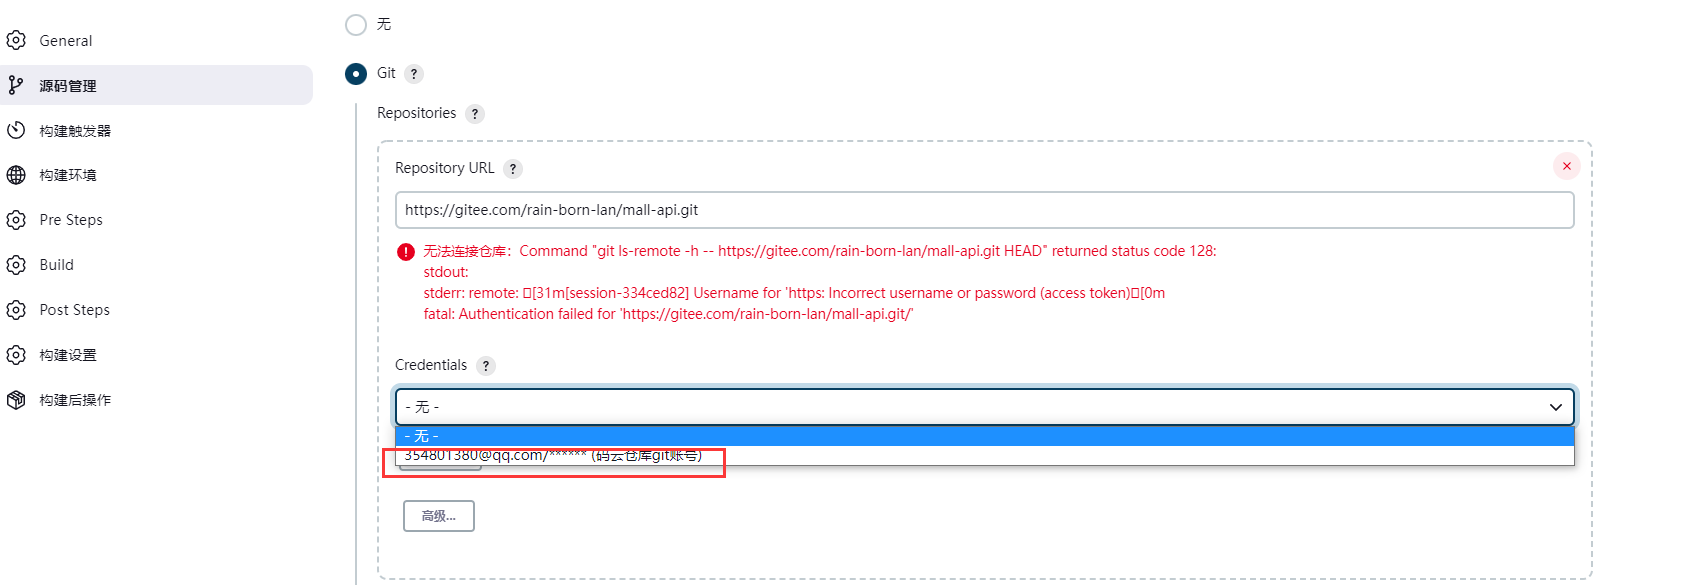 General
源码管理
构建触发器
构建环境
Pre Steps
Build
Post Steps
构建设置
构建后操作
无
Git ?
Repositories ?
Repository URL ?
https://gitee.com/rain-born-lan/mall-api.git
无法连接仓库：Command "git ls-remote -h -- https://gitee.com/rain-born-lan/mall-api.git HEAD" returned status code 128:
stdout:
stderr: remote: [31m[session-334ced82] Username for 'https: Incorrect username or password (access token)[0m
fatal: Authentication failed for 'https://gitee.com/rain-born-lan/mall-api.git/'
Credentials ?
- 无 -
- 无 -
354801380@qq.com/****** (码云仓库git账号)
高级...